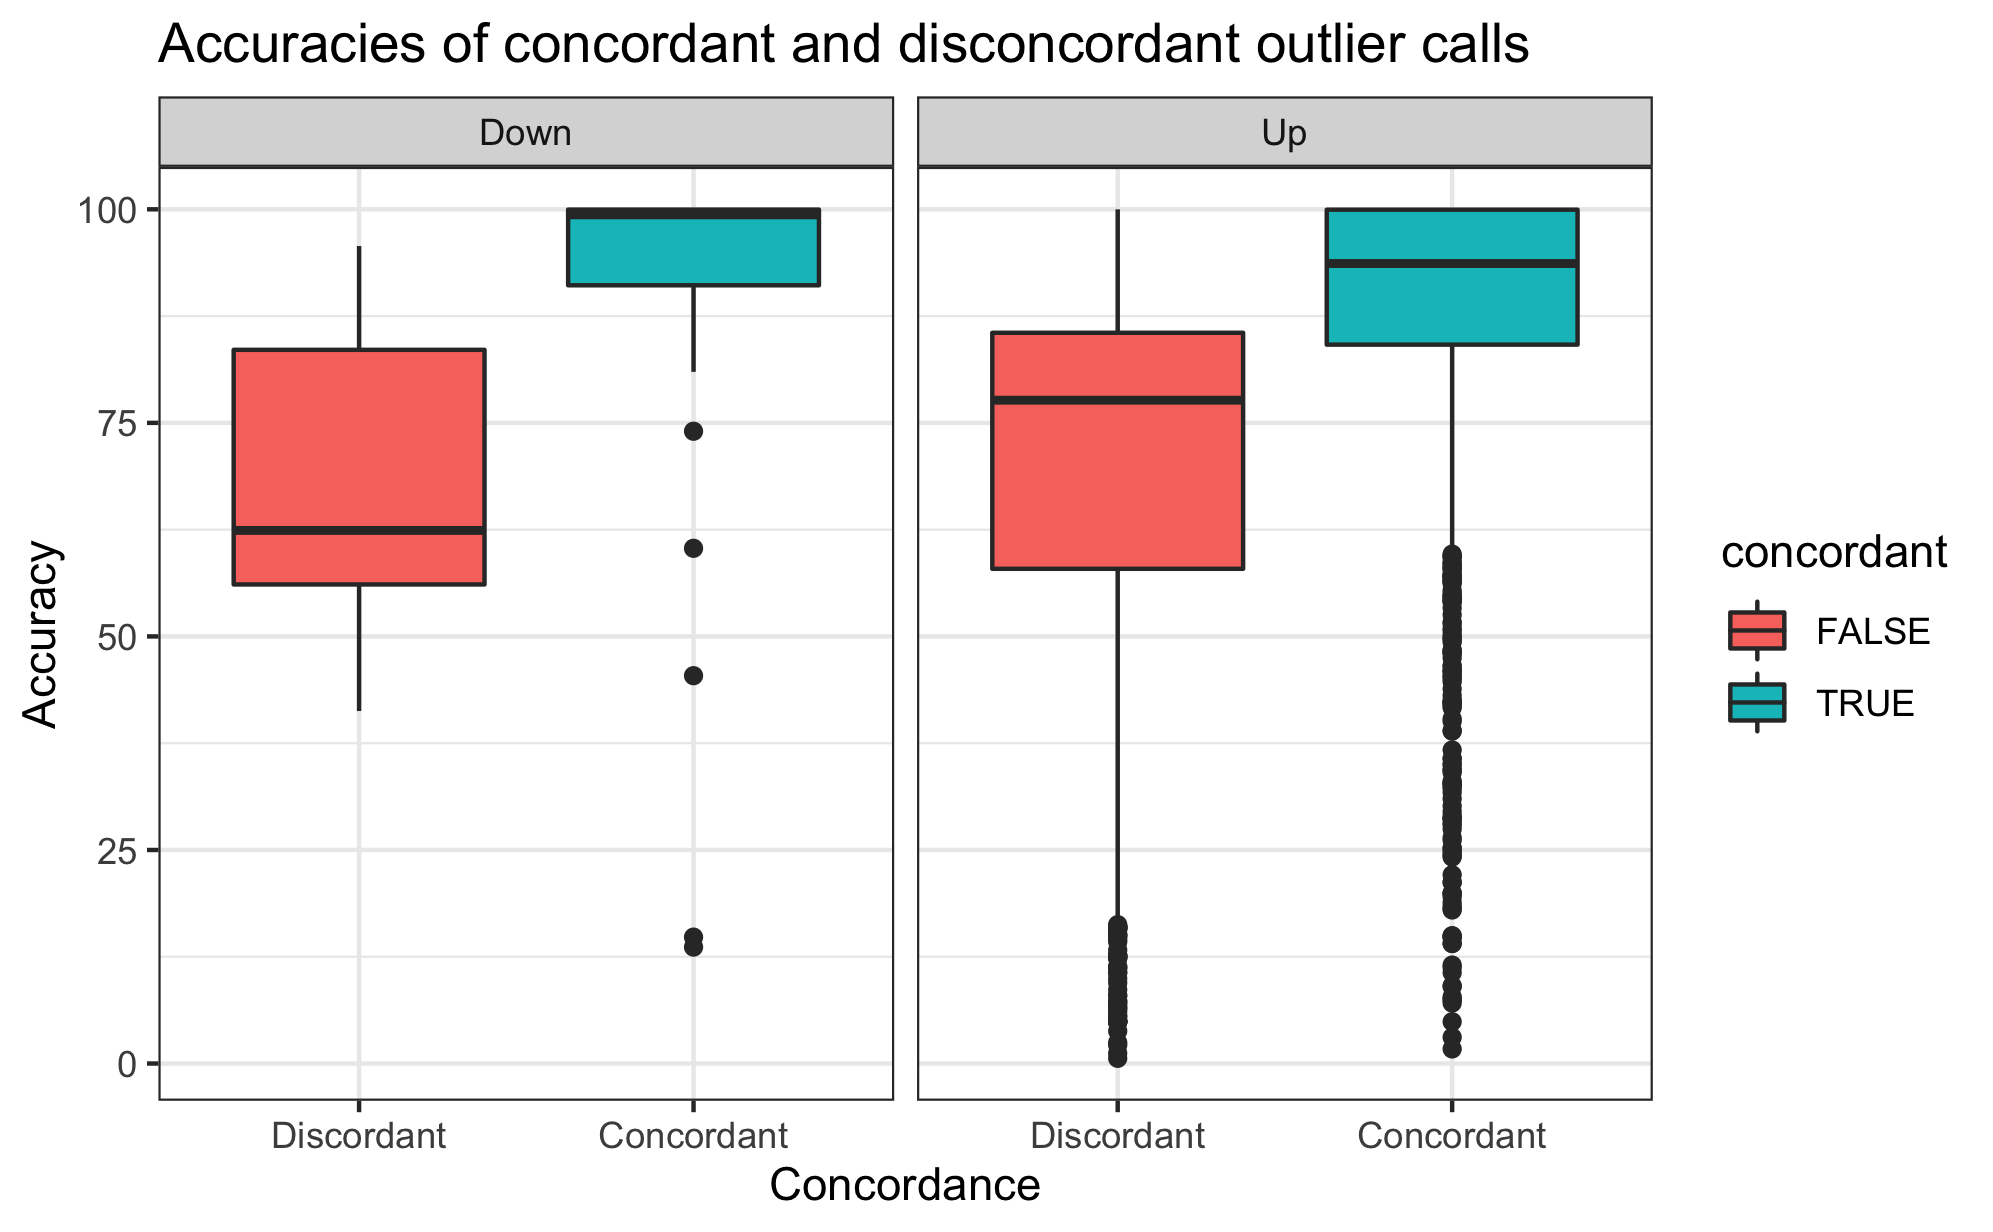 Accuracies of concordant and disconcordant outlier calls
Down
Up
100
75
50
25
0
Accuracy
Discordant
Concordant
Discordant
Concordant
Concordance
concordant
FALSE
TRUE